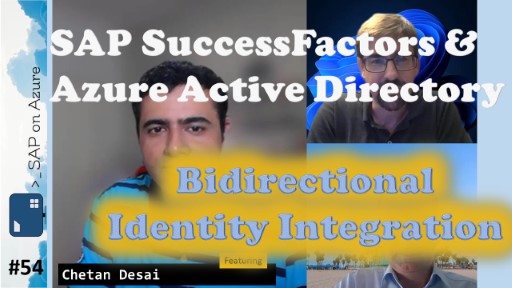 SAP SuccessFactors &
Azure Active Directory
Bidirectional
Identity Integration
>_SAP on Azure
Featuring
#54
Chetan Desai